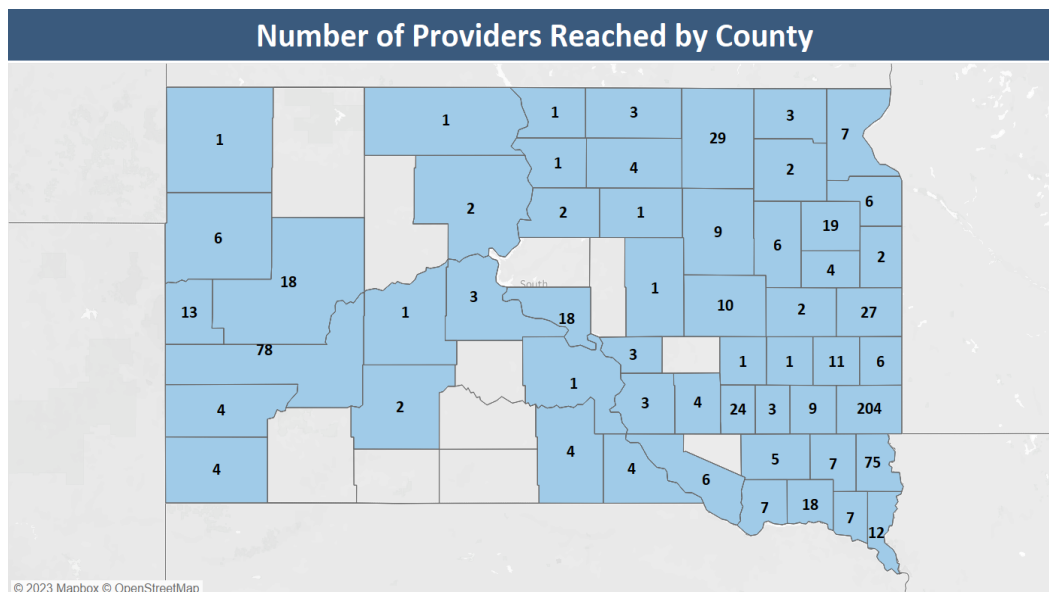 Number of Providers Reached by County
1 1 1 3 29 3 7
1 4 2
2 2 1 6
6 9 6 19 2
18 4
13 1 3 18 1 10 2 27
78 3 1 1 11 6
4 2 1 3 4 24 3 9 204
4 4 4 6 5 7 75
7 18 7 12
South
© 2023 Mapbox © OpenStreetMap